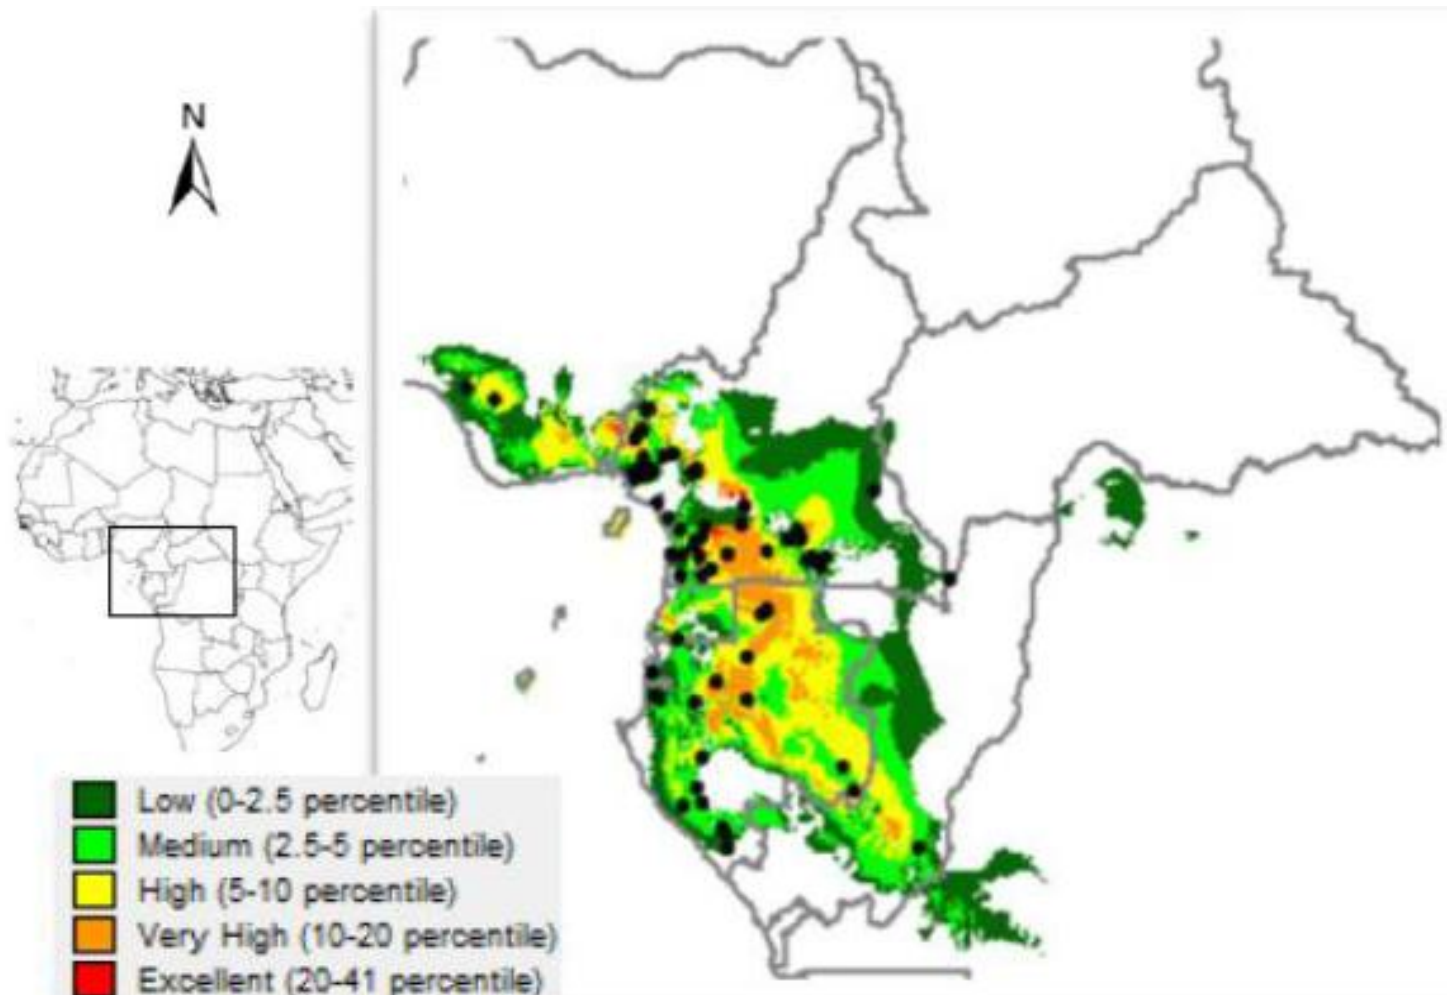 N
Low (0-2.5 percentile)
Medium (2.5-5 percentile)
High (5-10 percentile)
Very High (10-20 percentile)
Excellent (20-41 percentile)